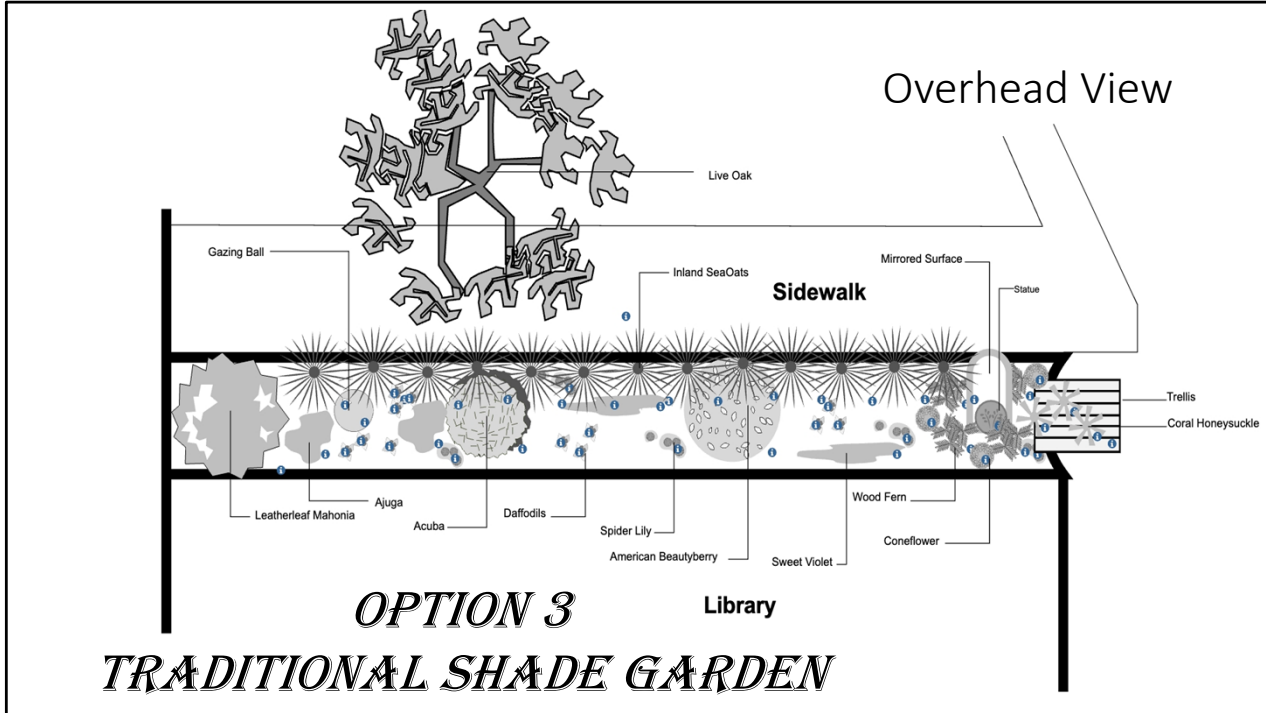 Overhead View
Live Oak
Gazing Ball
Mirrored Surface
Inland SeaOats
Statue
Sidewalk
Trellis
Coral Honeysuckle
Ajuga
Wood Fern
Leatherleaf Mahonia
Daffodils
Acuba
Spider Lily
Coneflower
American Beautyberry
Sweet Violet
OPTION 3
Library
TRADITIONAL SHADE GARDEN